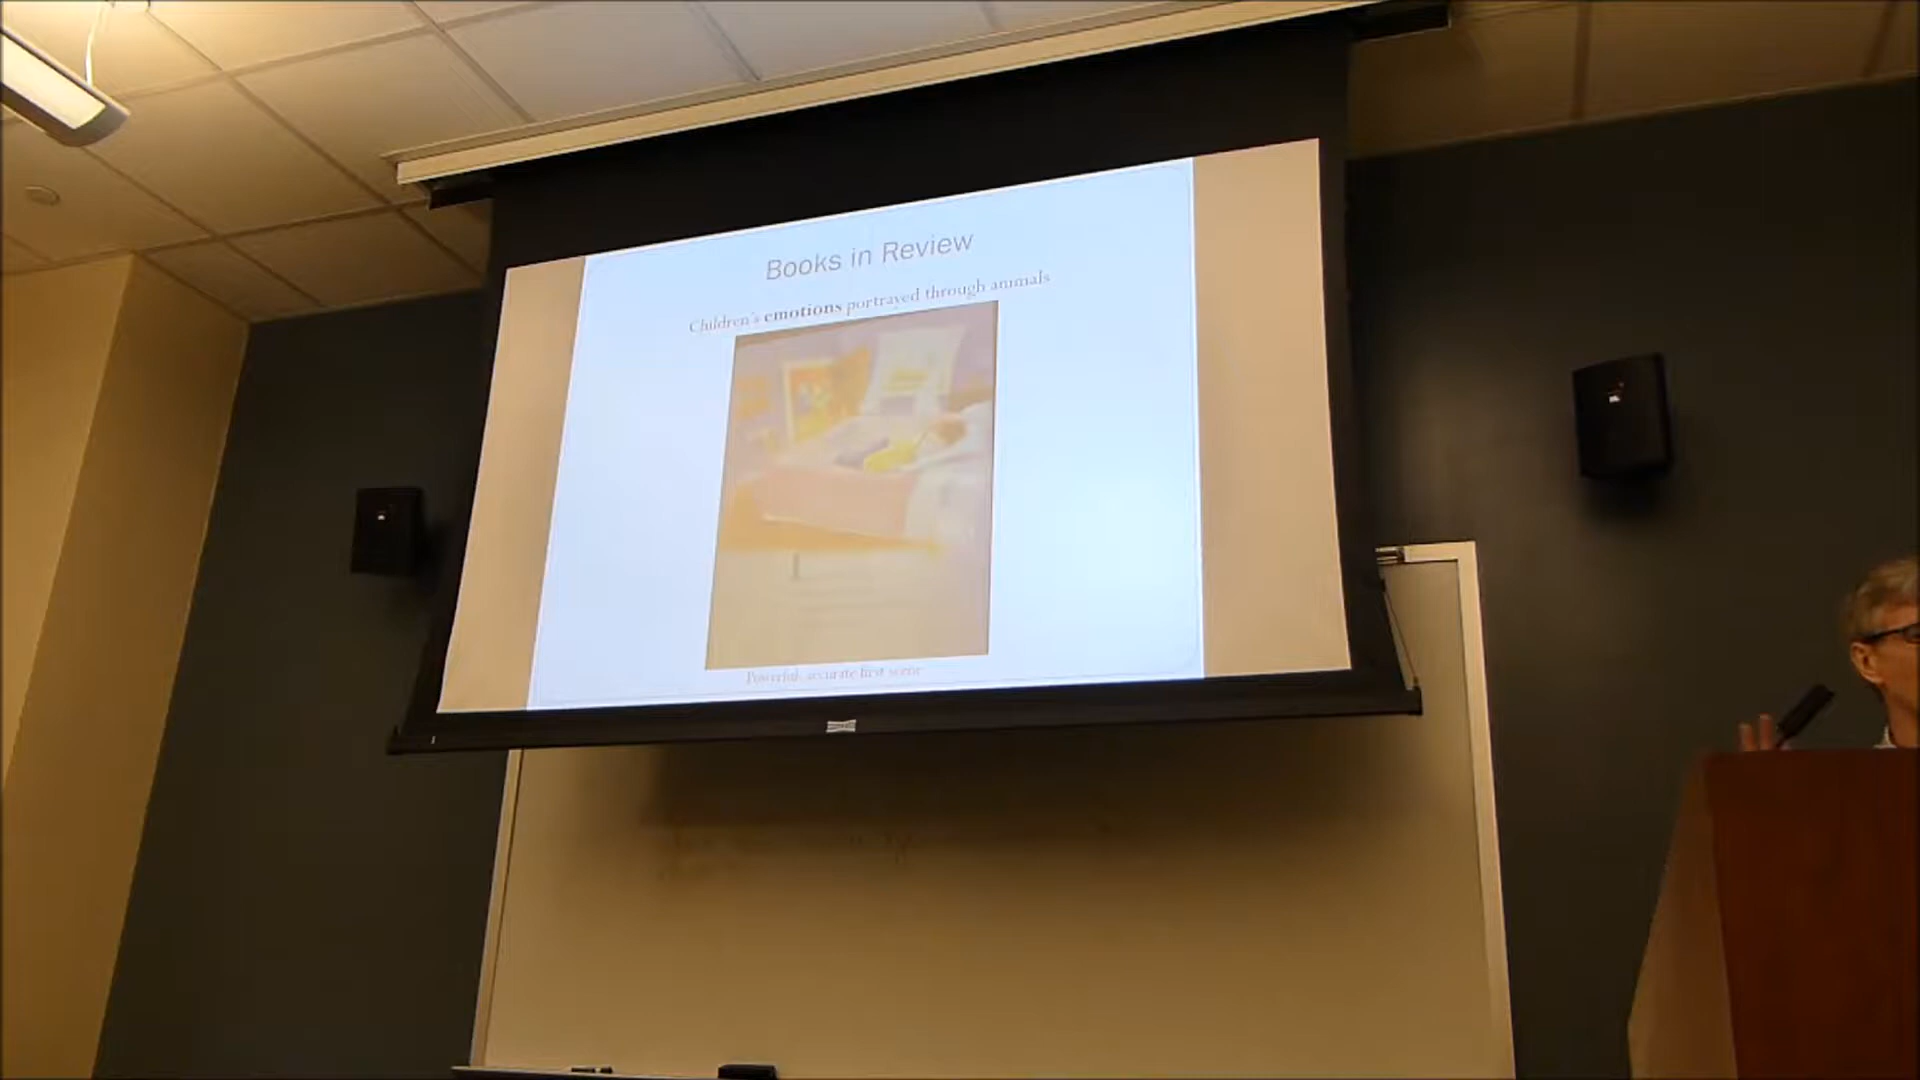 Books in Review
Children's emotions portrayed through animals
Powerful, accurate first scene